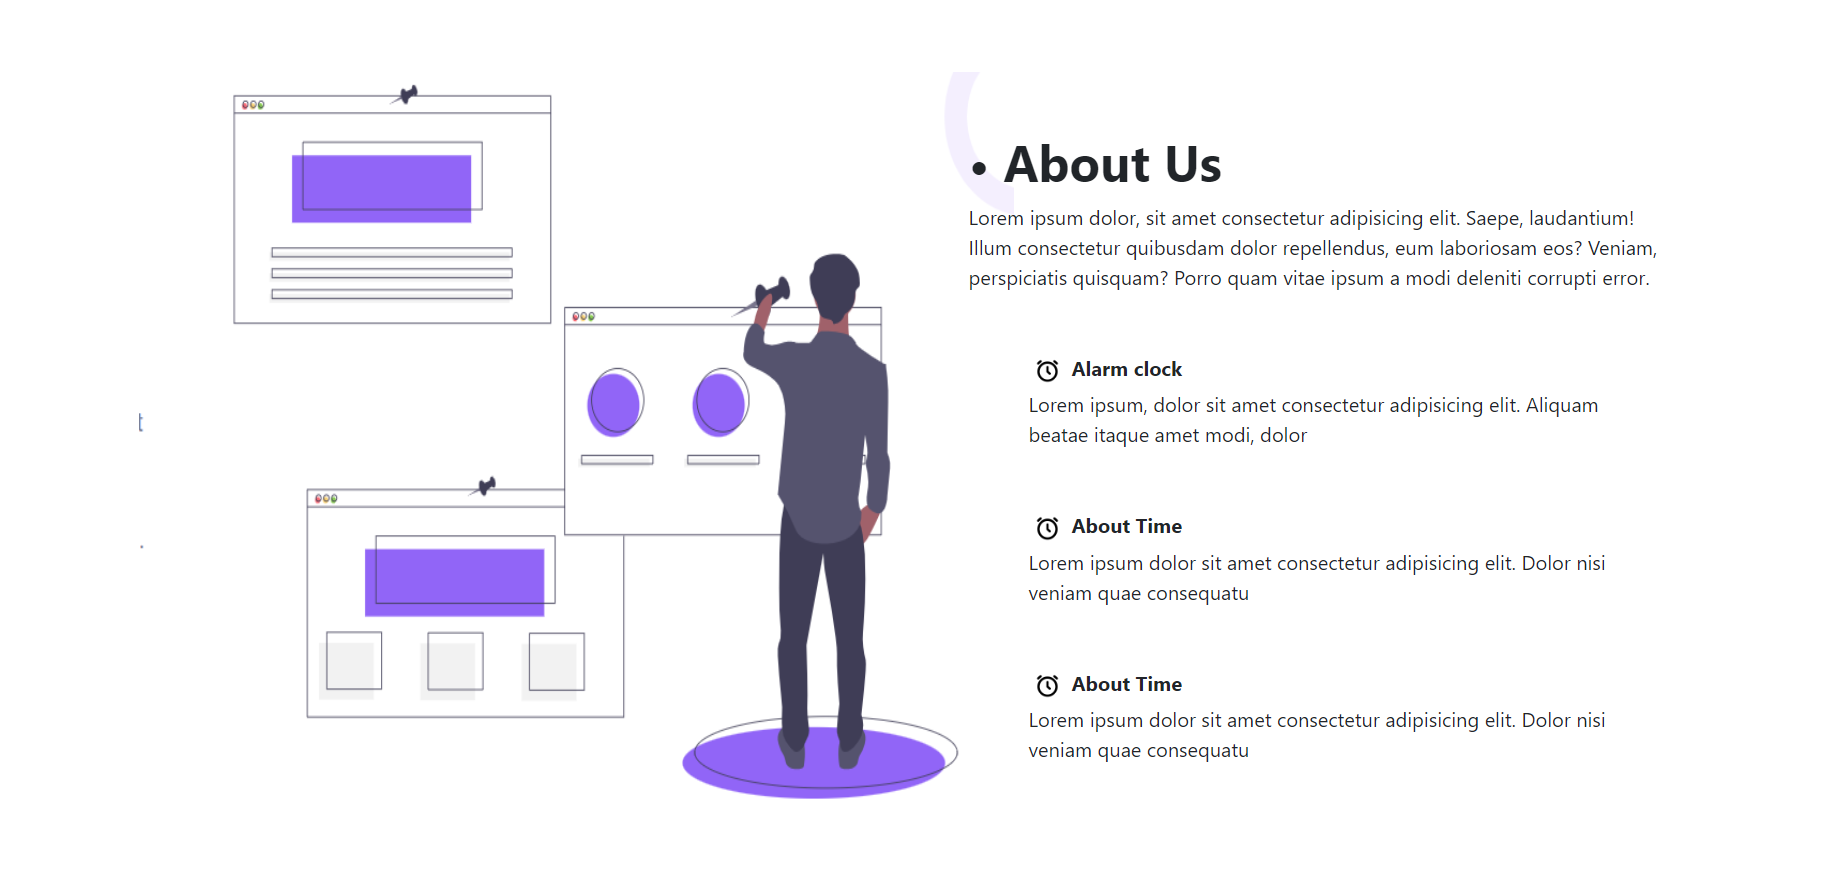 t
.
• About Us
Lorem ipsum dolor, sit amet consectetur adipisicing elit. Saepe, laudantium!
Illum consectetur quibusdam dolor repellendus, eum laboriosam eos? Veniam,
perspiciatis quisquam? Porro quam vitae ipsum a modi deleniti corrupti error.
Alarm clock
Lorem ipsum, dolor sit amet consectetur adipisicing elit. Aliquam
beatae itaque amet modi, dolor
About Time
Lorem ipsum dolor sit amet consectetur adipisicing elit. Dolor nisi
veniam quae consequatu
About Time
Lorem ipsum dolor sit amet consectetur adipisicing elit. Dolor nisi
veniam quae consequatu